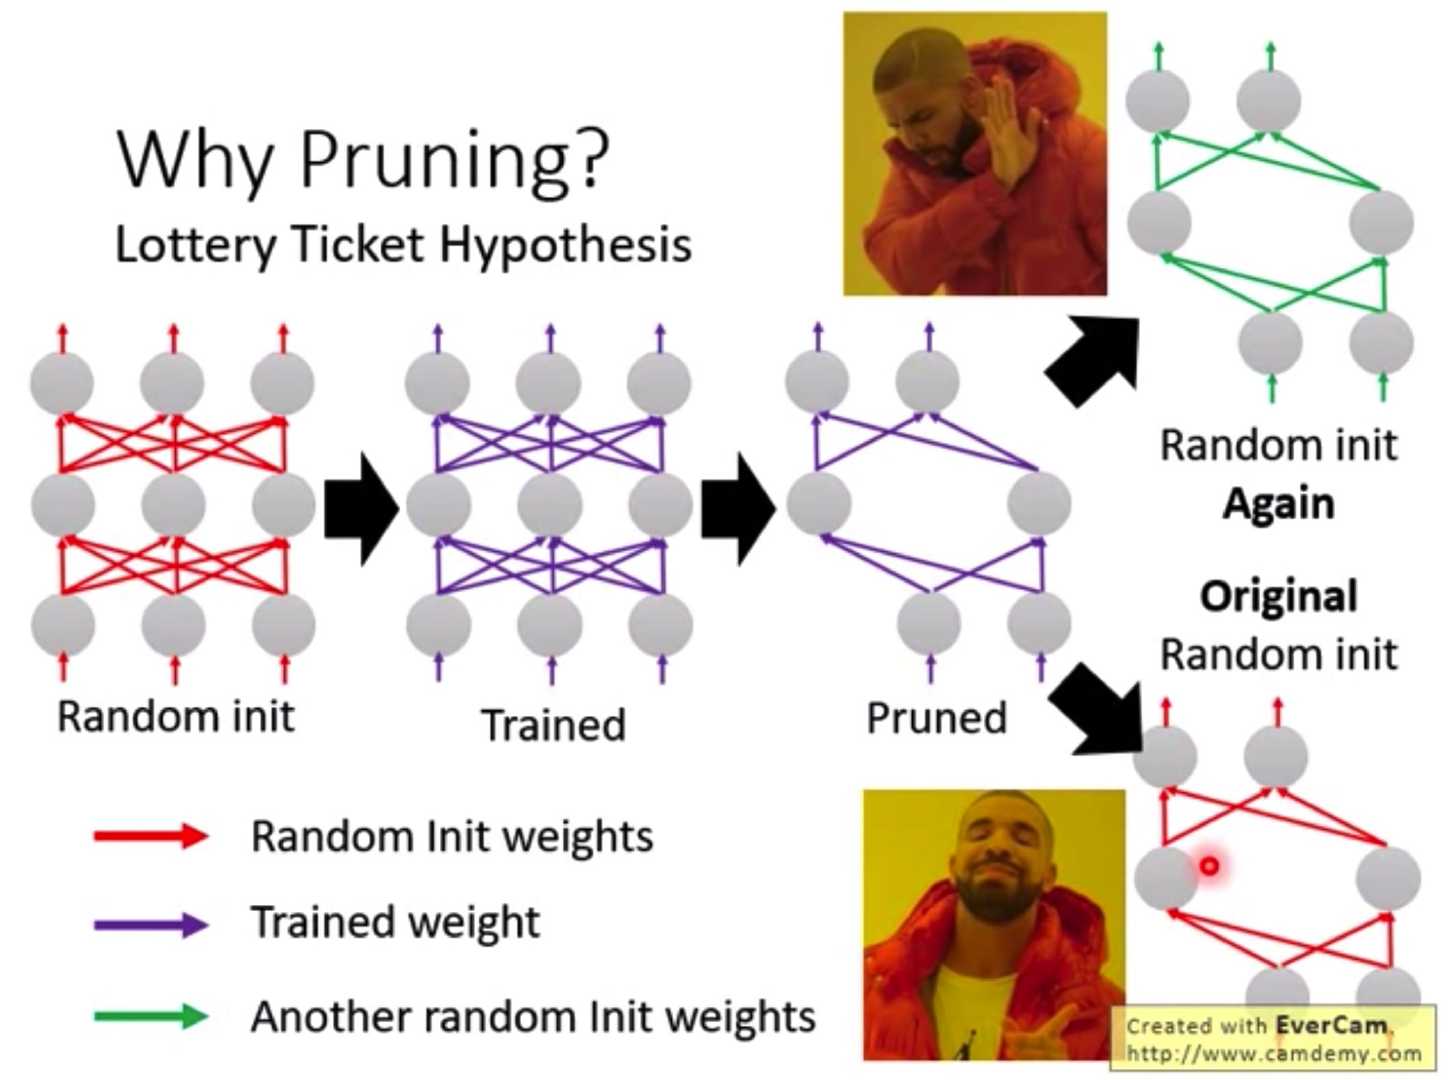 Why Pruning?
Lottery Ticket Hypothesis
Random init
Trained
Pruned
Random init
Again
Original
Random init
Random Init weights
Trained weight
Another random Init weights
Created with EverCam.
http://www.camdemy.com